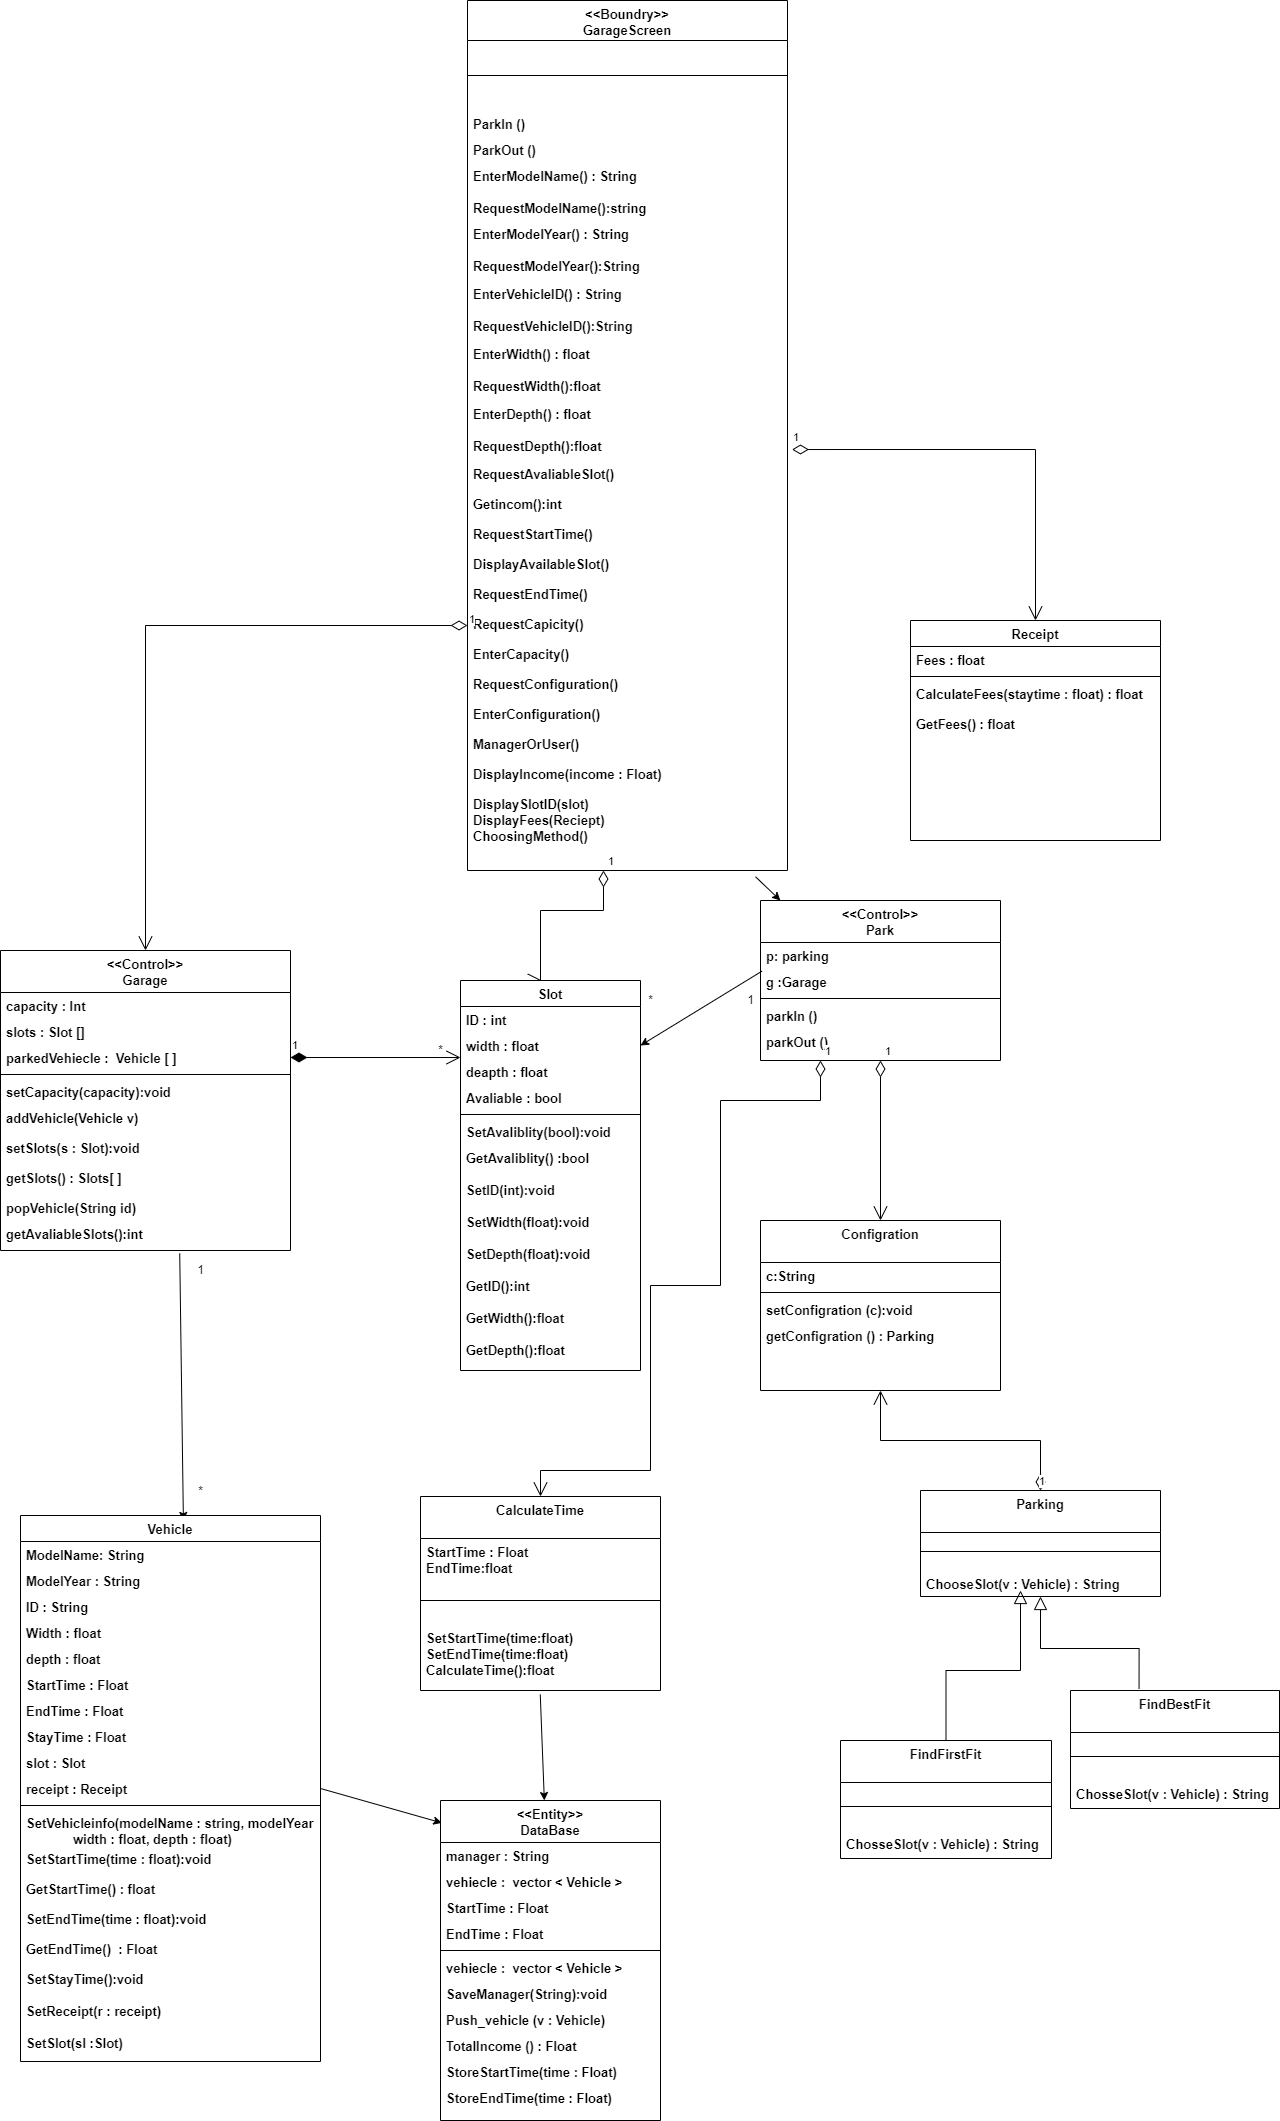 <<Boundry>>
GarageScreen
ParkIn ()
ParkOut ()
EnterModelName() : String
RequestModelName():string
EnterModelYear() : String
RequestModelYear():String
EnterVehicleID() : String
RequestVehicleID():String
EnterWidth() : float
RequestWidth():float
EnterDepth() : float
RequestDepth():float
RequestAvaliableSlot()
Getincom():int
RequestStartTime()
DisplayAvailableSlot()
RequestEndTime()
RequestCapicity()
EnterCapacity()
RequestConfiguration()
EnterConfiguration()
ManagerOrUser()
DisplayIncome(income : Float)
DisplaySlotID(slot)
DisplayFees(Reciept)
ChoosingMethod()
1
1
1
Receipt
Fees : float
CalculateFees(staytime : float) : float
GetFees() : float
<<Control>>
Park
p: parking
g :Garage
parkIn ()
parkOut ()
1
1
1
*
<<Control>>
Garage
capacity : Int
slots : Slot []
parkedVehiecle :  Vehicle [ ]
setCapacity(capacity):void
addVehicle(Vehicle v)
setSlots(s : Slot):void
getSlots() : Slots[ ]
popVehicle(String id)
getAvaliableSlots():int
1
*
1
*
Slot
ID : int
width : float
deapth : float
Avaliable : bool
SetAvaliblity(bool):void
GetAvaliblity() :bool
SetID(int):void
SetWidth(float):void
SetDepth(float):void
GetID():int
GetWidth():float
GetDepth():float
Configration
c:String
setConfigration (c):void
getConfigration () : Parking
1
Parking
ChooseSlot(v : Vehicle) : String
FindBestFit
ChosseSlot(v : Vehicle) : String
FindFirstFit
ChosseSlot(v : Vehicle) : String
CalculateTime
StartTime : Float
EndTime:float
SetStartTime(time:float)
SetEndTime(time:float)
CalculateTime():float
Vehicle
ModelName: String
ModelYear : String
ID : String
Width : float
depth : float
StartTime : Float
EndTime : Float
StayTime : Float
slot : Slot
receipt : Receipt
SetVehicleinfo(modelName : string, modelYear
width : float, depth : float)
SetStartTime(time : float):void
GetStartTime() : float
SetEndTime(time : float):void
GetEndTime()  : Float
SetStayTime():void
SetReceipt(r : receipt)
SetSlot(sl :Slot)
<<Entity>>
DataBase
manager : String
vehiecle :  vector < Vehicle >
StartTime : Float
EndTime : Float
vehiecle :  vector < Vehicle >
SaveManager(String):void
Push_vehicle (v : Vehicle)
TotalIncome () : Float
StoreStartTime(time : Float)
StoreEndTime(time : Float)